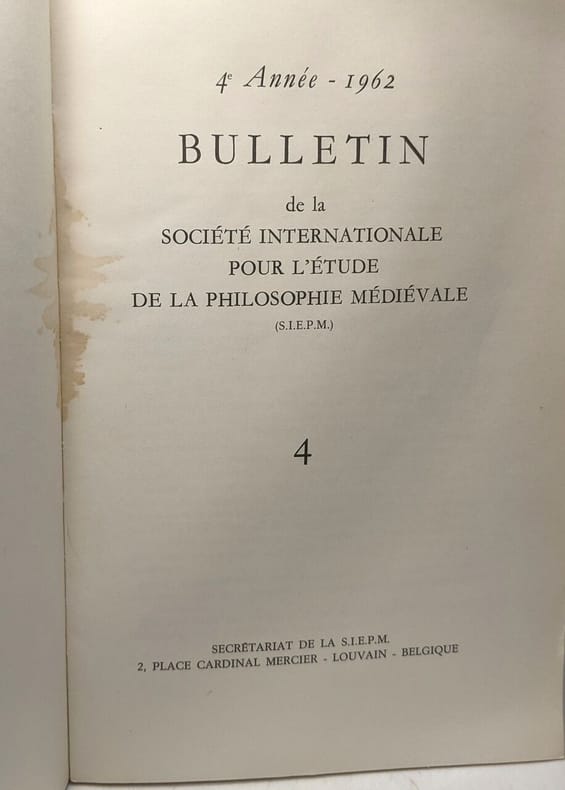 4e Année - 1962
BULLETIN
de la
SOCIÉTÉ INTERNATIONALE
POUR L'ÉTUDE
DE LA PHILOSOPHIE MÉDIÉVALE
(S.I.E.P.M.)
4
SECRÉTARIAT DE LA S.I.E.P.M.
2, PLACE CARDINAL MERCIER - LOUVAIN - BELGIQUE